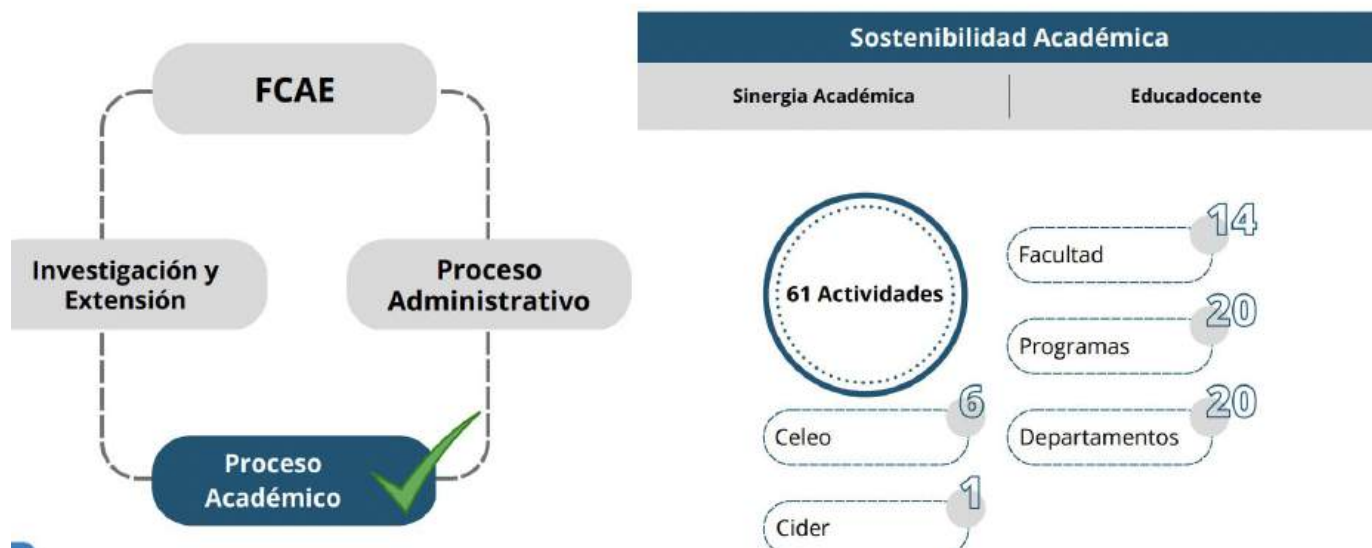 FCAE
Investigación y
Extensión
Proceso
Administrativo
Proceso
Académico
Sostenibilidad Académica
Sinergia Académica
Educadocente
61 Actividades
14
Facultad
20
Programas
6
Celeo
20
Departamentos
1
Cider